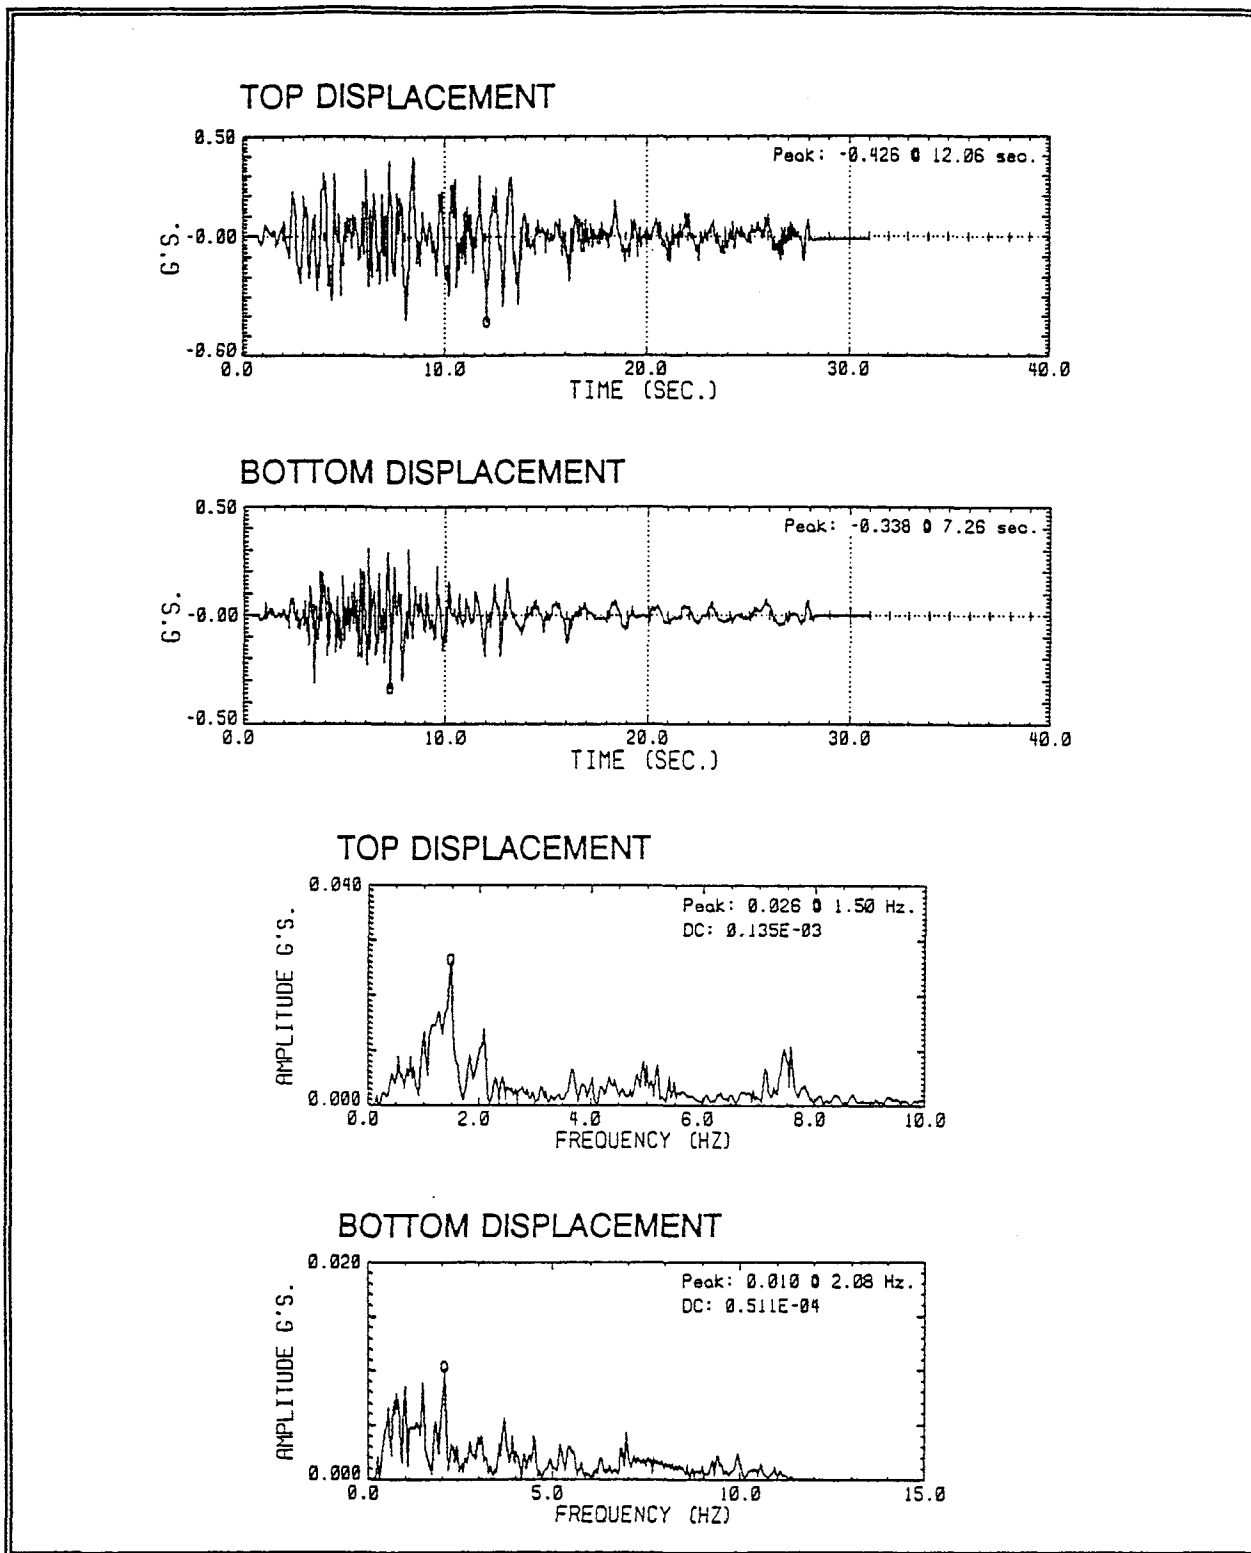 TOP DISPLACEMENT
0.50
Peak: -0.426 @ 12.06 sec.
-0.00
G'S.
-0.60
0.0 10.0 20.0 30.0 40.0
TIME (SEC.)
BOTTOM DISPLACEMENT
0.50
Peak: -0.338 @ 7.26 sec.
-0.00
G'S.
-0.50
0.0 10.0 20.0 30.0 40.0
TIME (SEC.)
TOP DISPLACEMENT
0.040
Peak: 0.026 @ 1.50 Hz.
DC: 0.135E-03
AMPLITUDE G'S.
0.000
0.0 2.0 4.0 6.0 8.0 10.0
FREQUENCY (HZ)
BOTTOM DISPLACEMENT
0.020
Peak: 0.010 @ 2.08 Hz.
DC: 0.511E-04
AMPLITUDE G'S.
0.000
0.0 5.0 10.0 15.0
FREQUENCY (HZ)